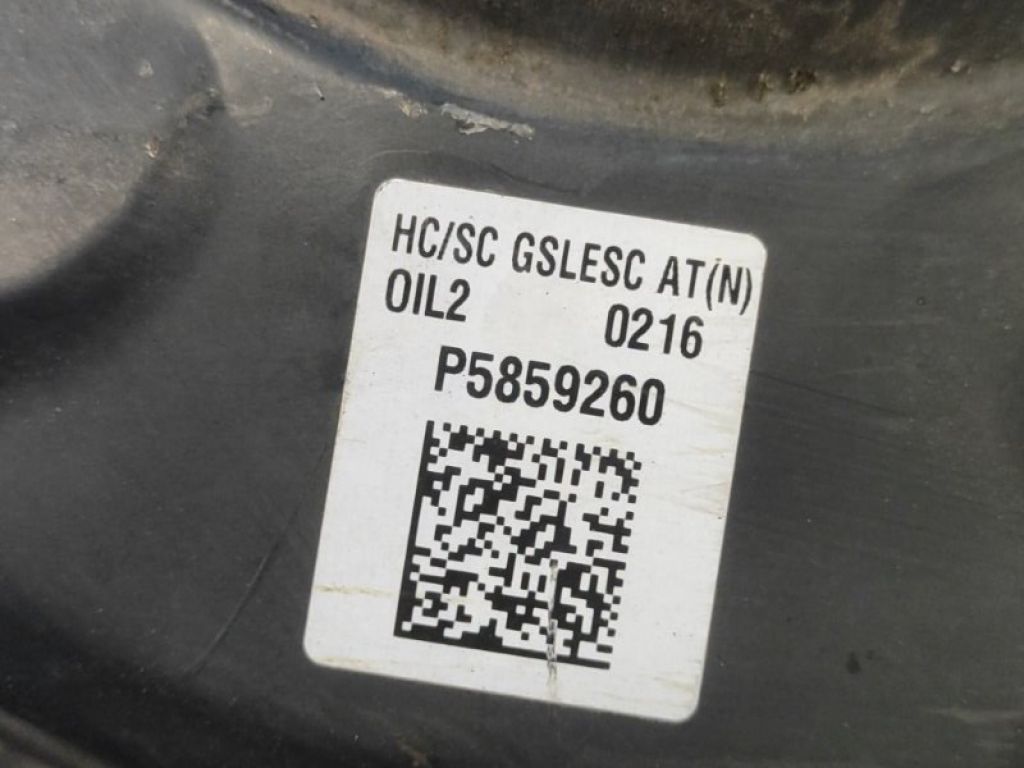 HC/SC GSLESC AT(N)
OIL2 0216
P5859260